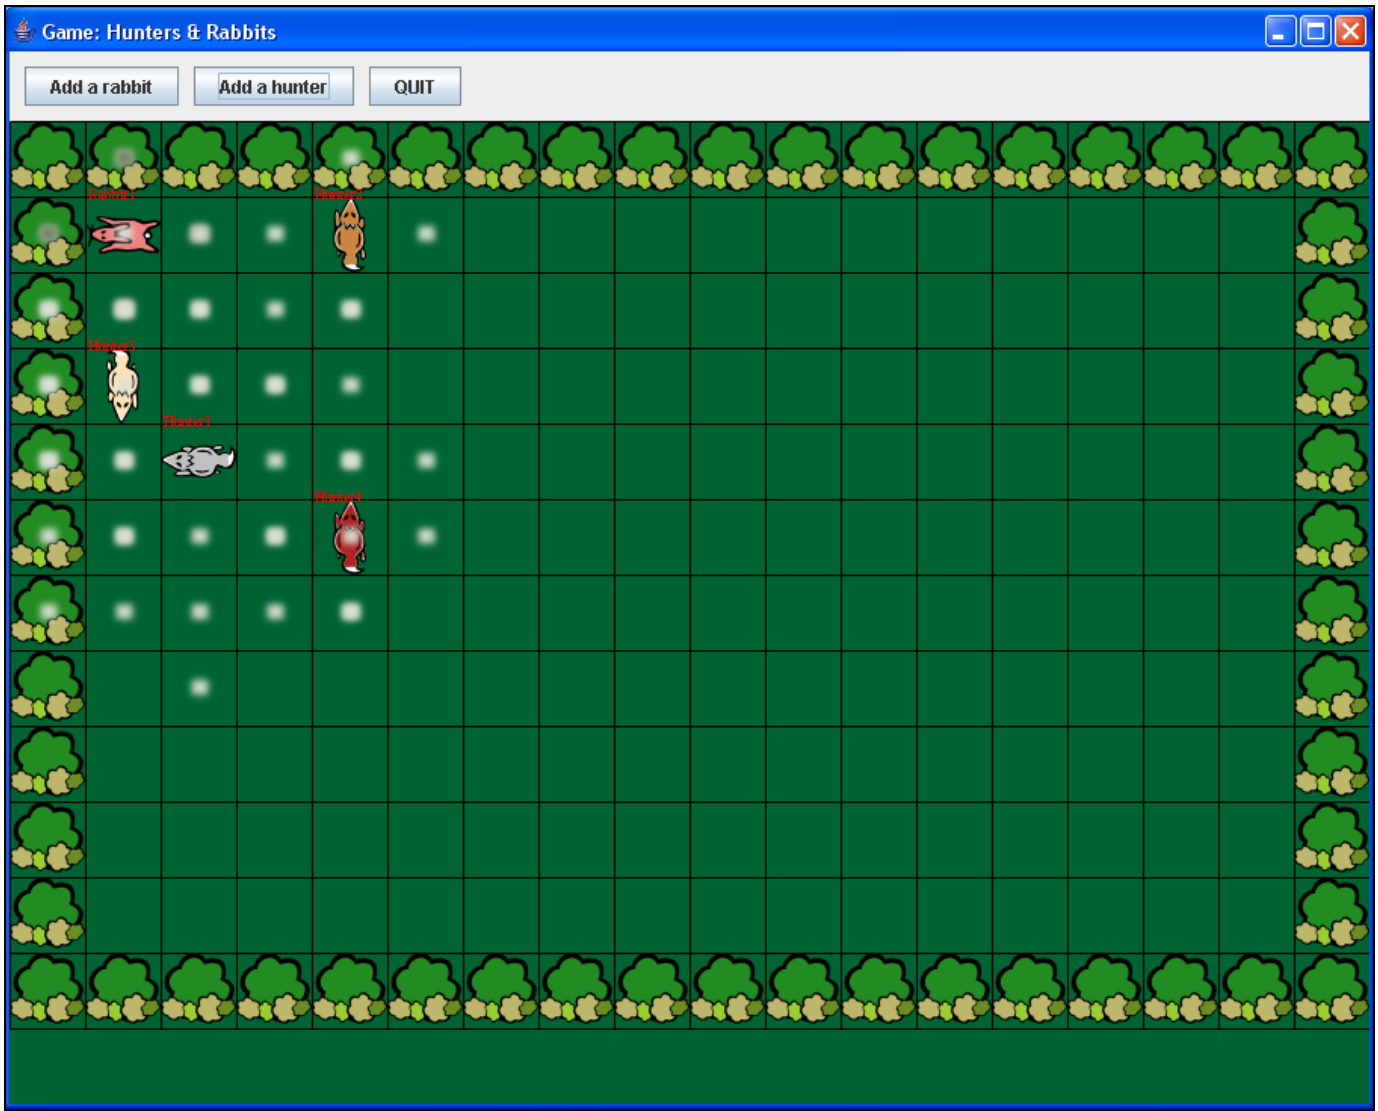 Game: Hunters & Rabbits
Add a rabbit
Add a hunter
QUIT
Rabbit1
Hunter2
Hunter3
Hunter1
Hunter4